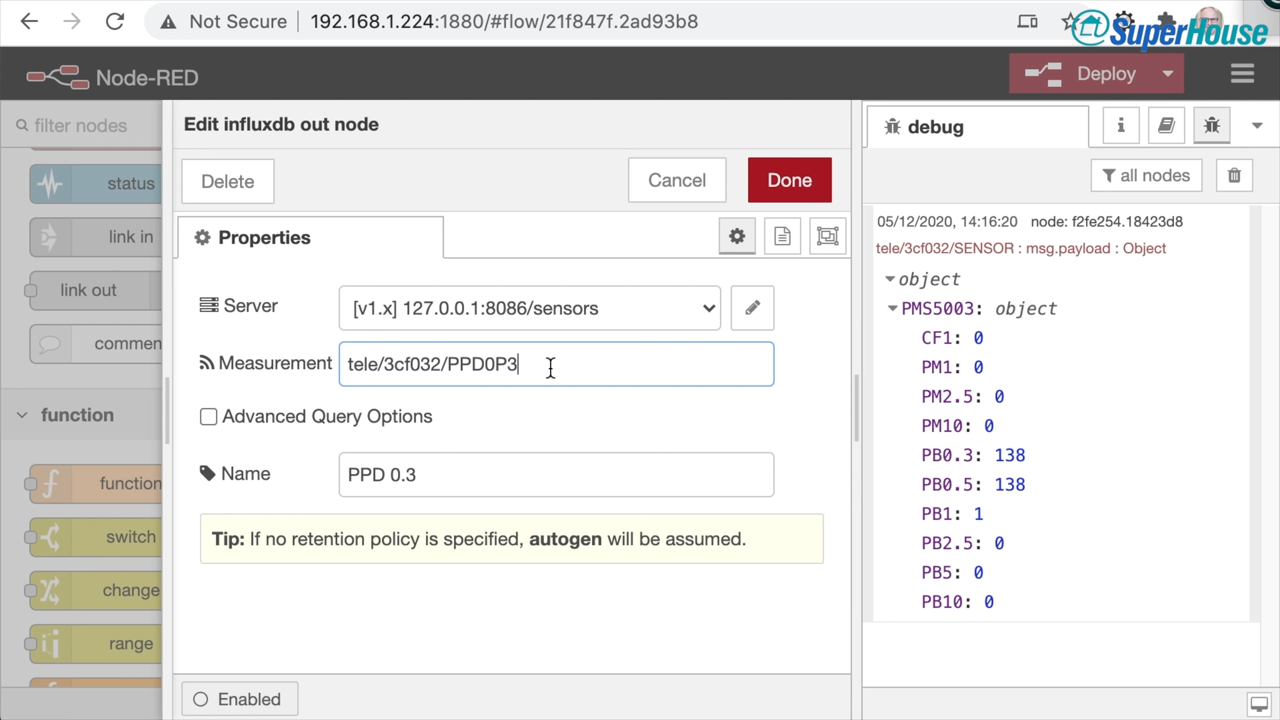 Not Secure 192.168.1.224:1880/#flow/21f847f.2ad93b8
SuperHouse
Node-RED
Deploy
filter nodes
status
link in
link out
commen
function
function
switch
change
range
Edit influxdb out node
Delete
Cancel
Done
Properties
Server
[v1.x] 127.0.0.1:8086/sensors
Measurement
tele/3cf032/PPD0P3
Advanced Query Options
Name
PPD 0.3
Tip: If no retention policy is specified, autogen will be assumed.
Enabled
debug
all nodes
05/12/2020, 14:16:20 node: f2fe254.18423d8
tele/3cf032/SENSOR : msg.payload : Object
object
PMS5003: object
CF1: 0
PM1: 0
PM2.5: 0
PM10: 0
PB0.3: 138
PB0.5: 138
PB1: 1
PB2.5: 0
PB5: 0
PB10: 0